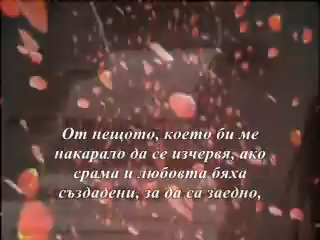 От нещото, което би ме
накарало да се изчервя, ако
срама и любовта бяха
създадени, за да са заедно,